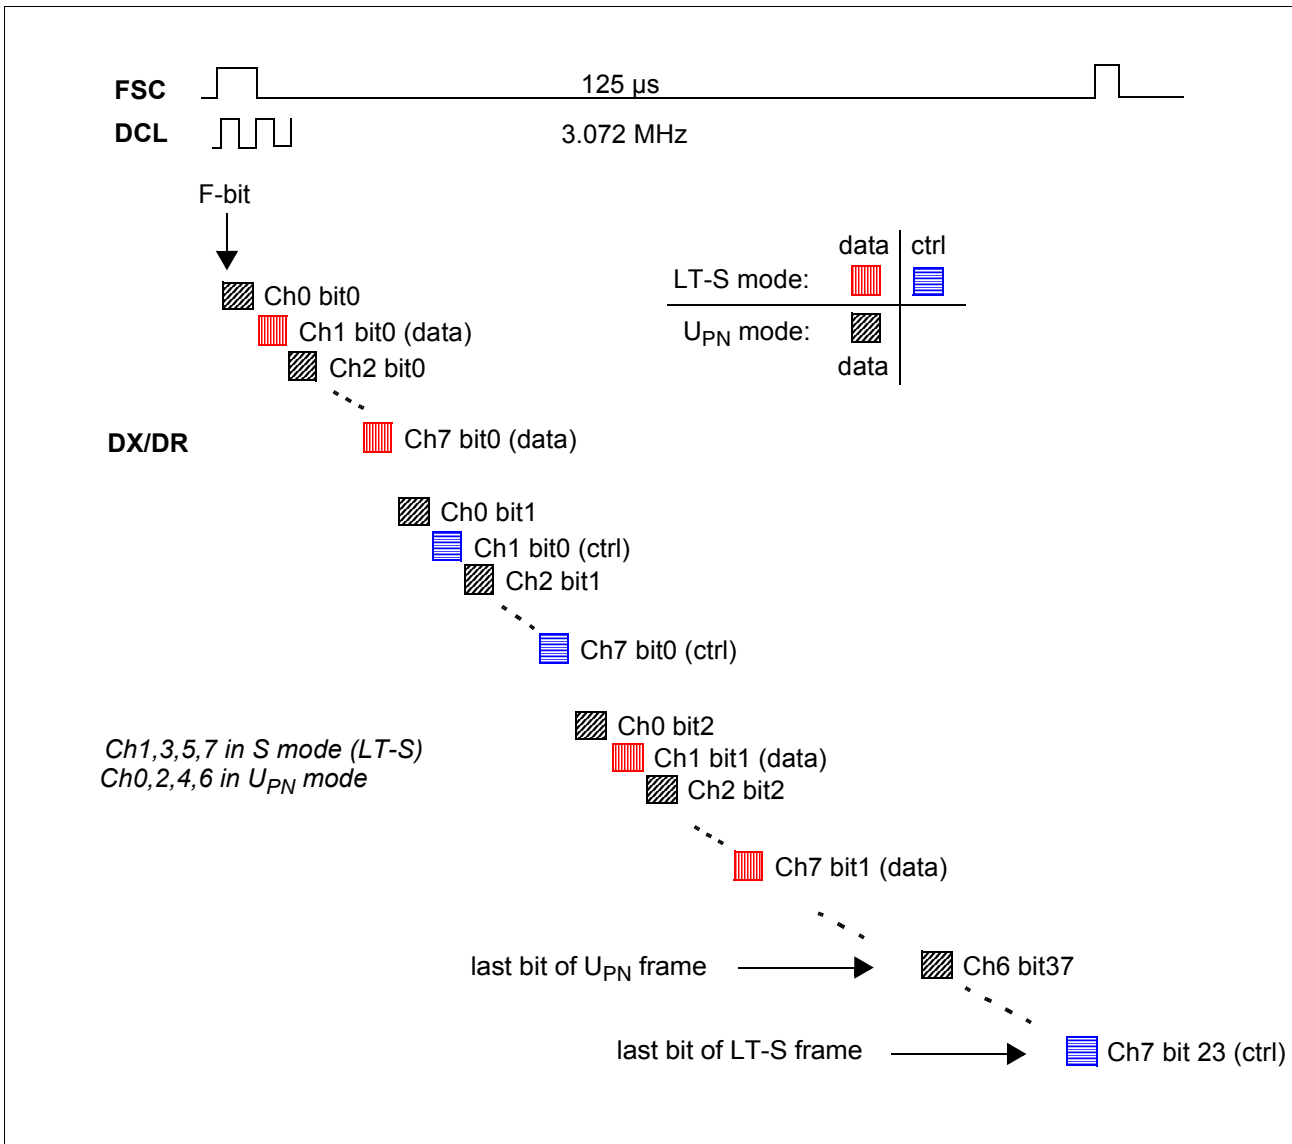 FSC
125 µs
DCL
3.072 MHz
F-bit
data
ctrl
LT-S mode:
UPN mode:
data
Ch0 bit0
Ch1 bit0 (data)
Ch2 bit0
DX/DR
Ch7 bit0 (data)
Ch0 bit1
Ch1 bit0 (ctrl)
Ch2 bit1
Ch7 bit0 (ctrl)
Ch0 bit2
Ch1 bit1 (data)
Ch2 bit2
Ch1,3,5,7 in S mode (LT-S)
Ch0,2,4,6 in UPN mode
Ch7 bit1 (data)
last bit of UPN frame
Ch6 bit37
last bit of LT-S frame
Ch7 bit 23 (ctrl)